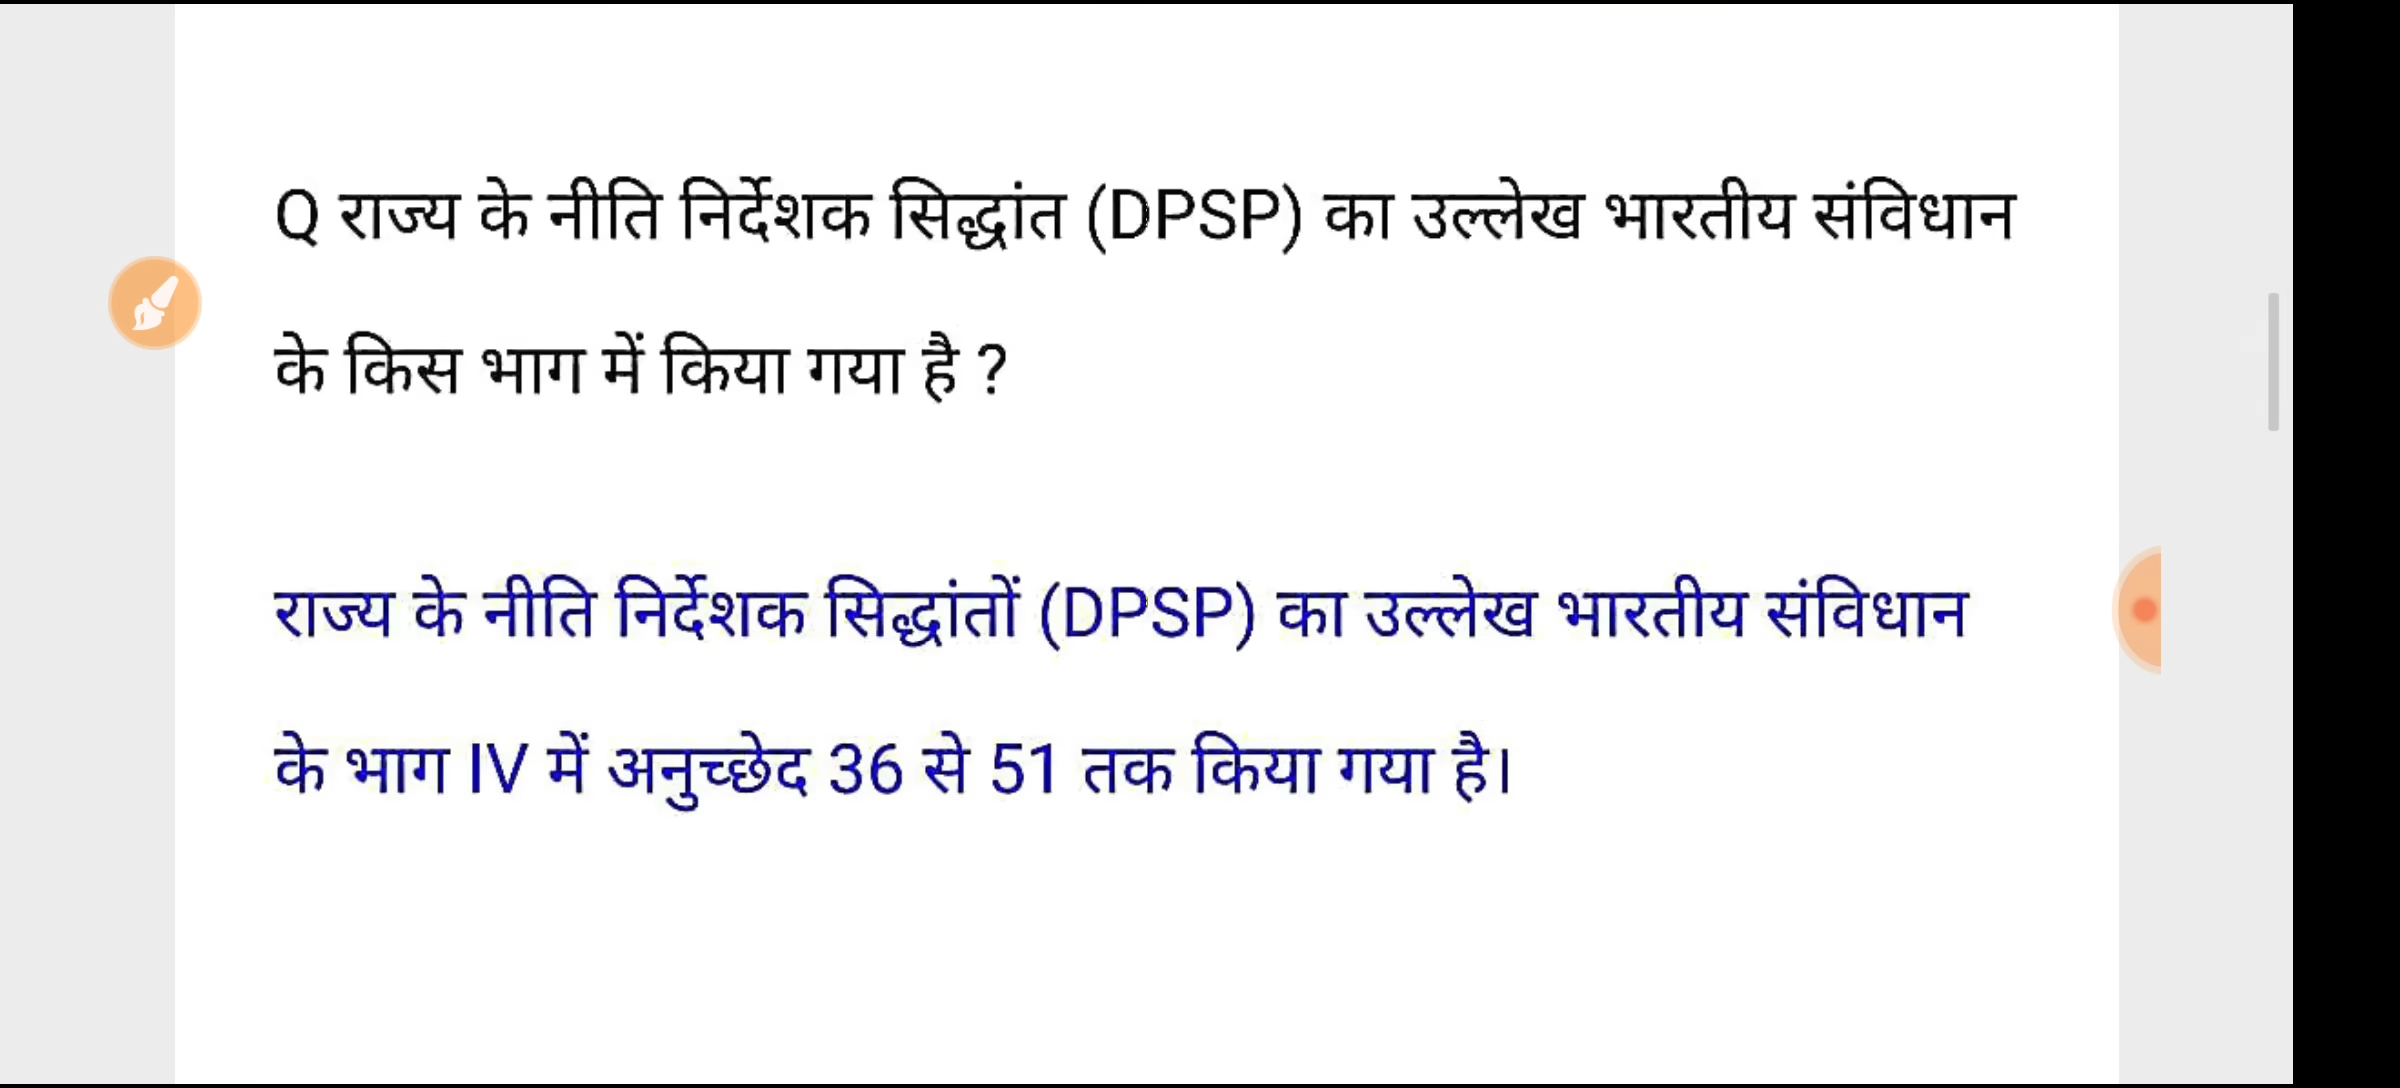 Q राज्य के नीति निर्देशक सिद्धांत (DPSP) का उल्लेख भारतीय संविधान
के किस भाग में किया गया है ?
राज्य के नीति निर्देशक सिद्धांतों (DPSP) का उल्लेख भारतीय संविधान
के भाग IV में अनुच्छेद 36 से 51 तक किया गया है।